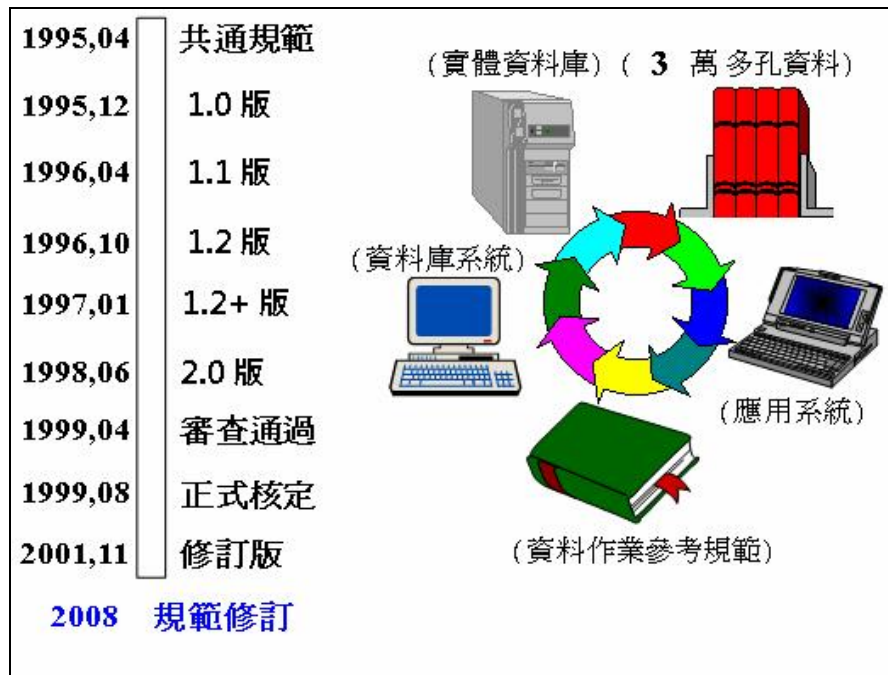 1995,04 共通規範
1995,12 1.0 版
1996,04 1.1 版
1996,10 1.2 版
1997,01 1.2+ 版
1998,06 2.0 版
1999,04 審查通過
1999,08 正式核定
2001,11 修訂版
2008 規範修訂
(實體資料庫) ( 3 萬多孔資料)
(資料庫系統)
(應用系統)
(資料作業參考規範)